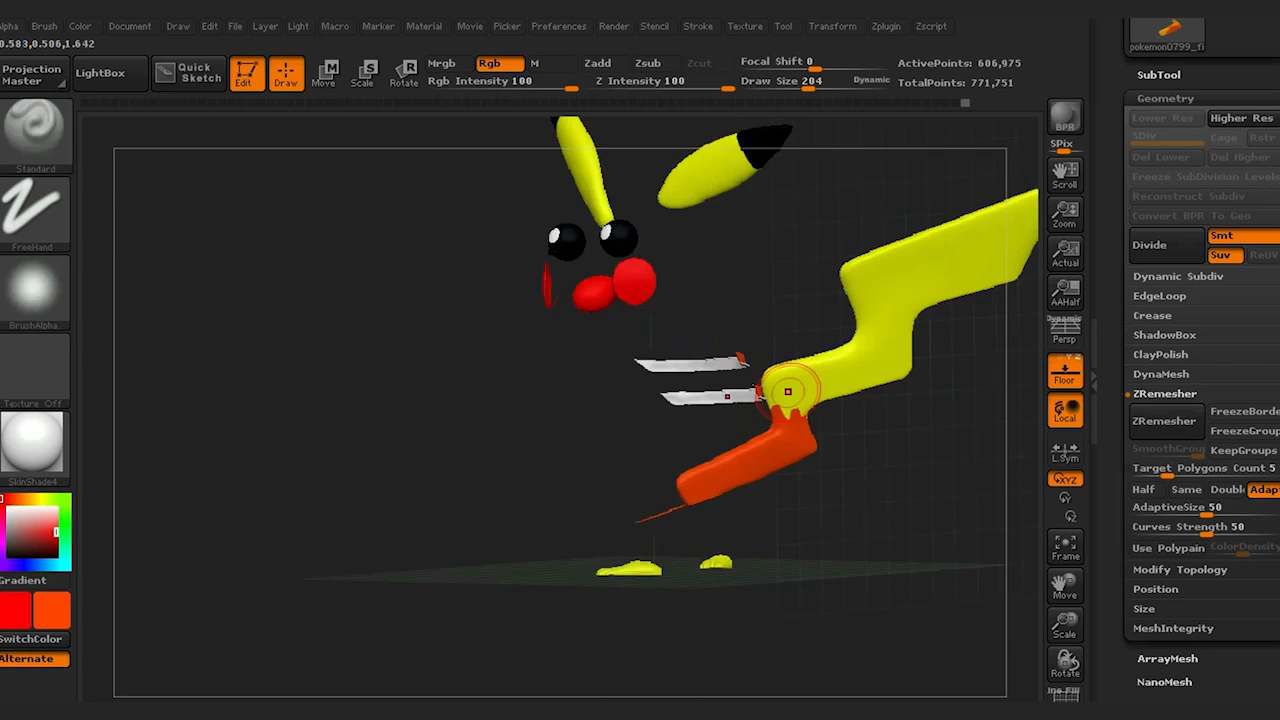 lpha Brush Color Document Draw Edit File Layer Light Macro Marker Material Movie Picker Preferences Render Stencil Stroke Texture Tool Transform Zplugin Zscript
0.583,0.506,1.642
Projection Master
LightBox
Quick Sketch
Edit
Draw
Move
Scale
Rotate
Mrgb Rgb M Zadd Zsub Zcut
Rgb Intensity 100 Z Intensity 100
Focal Shift 0
Draw Size 204 Dynamic
ActivePoints: 606,975
TotalPoints: 771,751
Standard
FreeHand
BrushAlpha
Texture Off
SkinShade4
Gradient
SwitchColor
Alternate
BPR
SPix
Scroll
Zoom
Actual
AAHalf
Dynamic
Persp
Floor
Local
L.Sym
XYZ
Y
Z
Frame
Move
Scale
Rotate
Line Fill
pokemon0799_fi
SubTool
Geometry
Lower Res Higher Res
SDiv Cage Rstr
Del Lower Del Higher
Freeze SubDivision Levels
Reconstruct Subdiv
Convert BPR To Geo
Divide Smt
Suv ReUV
Dynamic Subdiv
EdgeLoop
Crease
ShadowBox
ClayPolish
DynaMesh
ZRemesher
ZRemesher FreezeBorde
FreezeGroup
SmoothGroup KeepGroups
Target Polygons Count 5
Half Same Double Adap
AdaptiveSize 50
Curves Strength 50
Use Polypain ColorDensity
Modify Topology
Position
Size
MeshIntegrity
ArrayMesh
NanoMesh